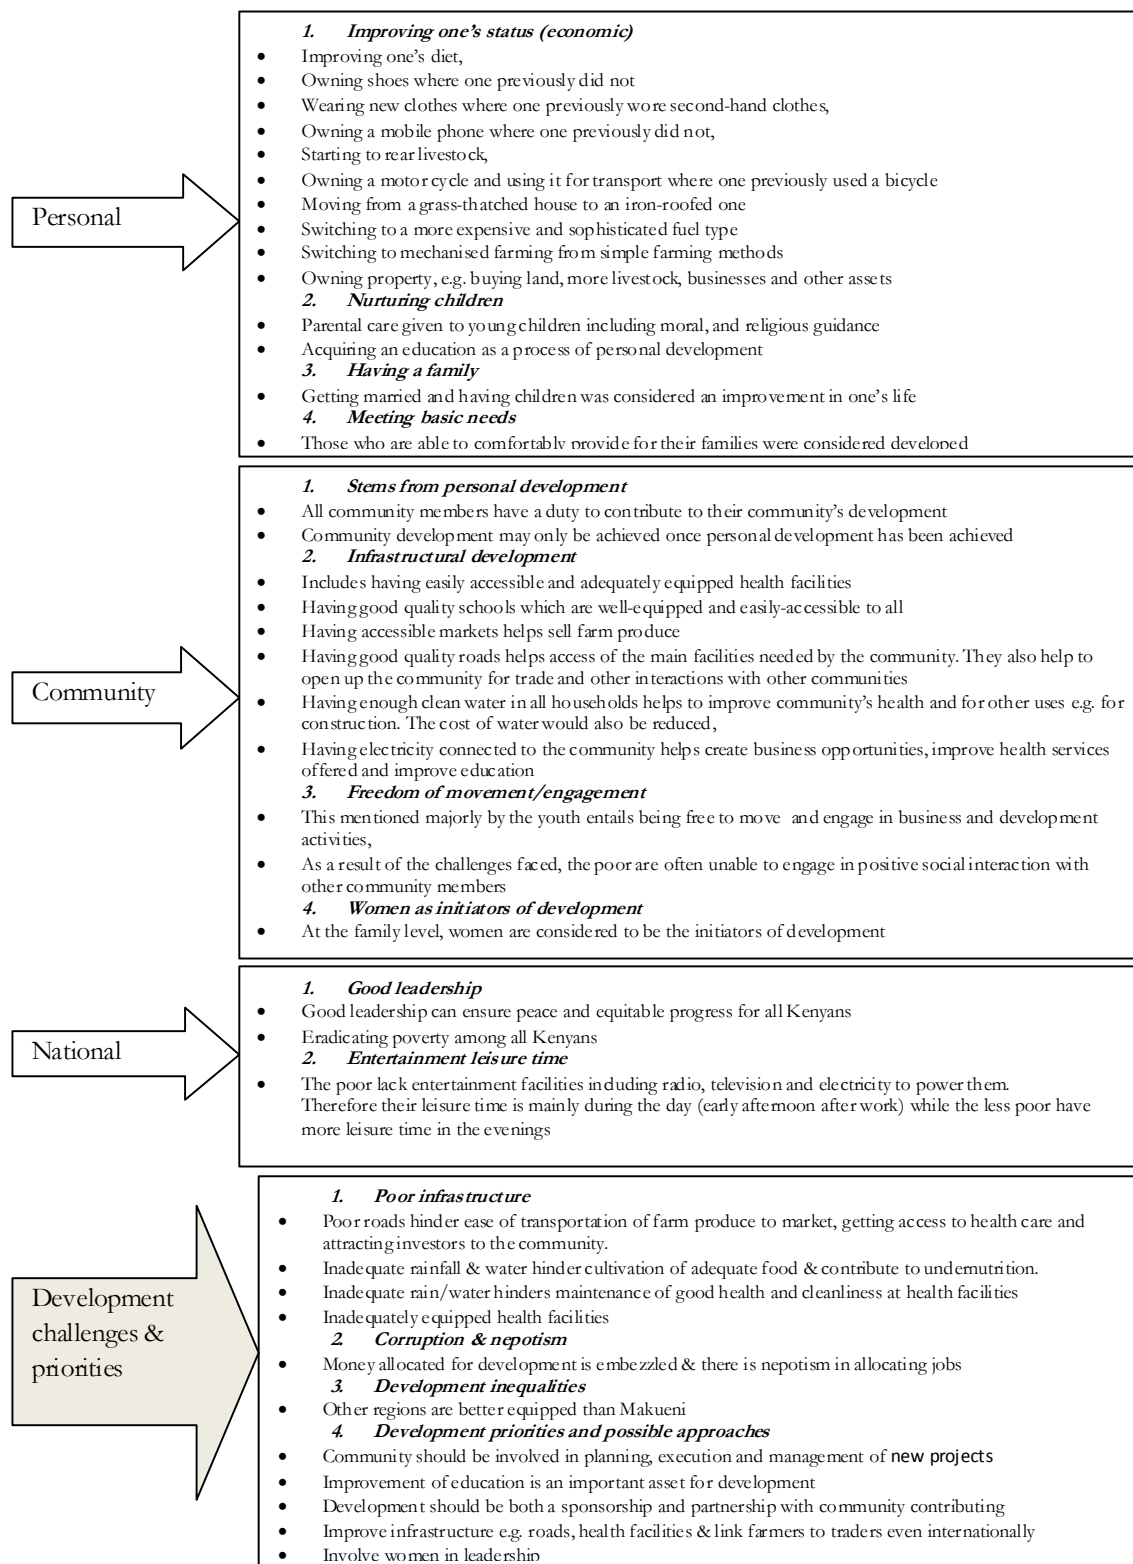 Personal
1. Improving one's status (economic)
• Improving one's diet,
• Owning shoes where one previously did not
• Wearing new clothes where one previously wore second-hand clothes,
• Owning a mobile phone where one previously did not,
• Starting to rear livestock,
• Owning a motor cycle and using it for transport where one previously used a bicycle
• Moving from a grass-thatched house to an iron-roofed one
• Switching to a more expensive and sophisticated fuel type
• Switching to mechanised farming from simple farming methods
• Owning property, e.g. buying land, more livestock, businesses and other assets
2. Nurturing children
• Parental care given to young children including moral, and religious guidance
• Acquiring an education as a process of personal development
3. Having a family
• Getting married and having children was considered an improvement in one's life
4. Meeting basic needs
• Those who are able to comfortably provide for their families were considered developed
Community
1. Stems from personal development
• All community members have a duty to contribute to their community's development
• Community development may only be achieved once personal development has been achieved
2. Infrastructural development
• Includes having easily accessible and adequately equipped health facilities
• Having good quality schools which are well-equipped and easily-accessible to all
• Having accessible markets helps sell farm produce
• Having good quality roads helps access of the main facilities needed by the community. They also help to
open up the community for trade and other interactions with other communities
• Having enough clean water in all households helps to improve community's health and for other uses e.g. for
construction. The cost of water would also be reduced,
• Having electricity connected to the community helps create business opportunities, improve health services
offered and improve education
3. Freedom of movement/engagement
• This mentioned majorly by the youth entails being free to move and engage in business and development
activities,
• As a result of the challenges faced, the poor are often unable to engage in positive social interaction with
other community members
4. Women as initiators of development
• At the family level, women are considered to be the initiators of development
National
1. Good leadership
• Good leadership can ensure peace and equitable progress for all Kenyans
• Eradicating poverty among all Kenyans
2. Entertainment leisure time
• The poor lack entertainment facilities including radio, television and electricity to power them.
Therefore their leisure time is mainly during the day (early afternoon after work) while the less poor have
more leisure time in the evenings
Development
challenges &
priorities
1. Poor infrastructure
• Poor roads hinder ease of transportation of farm produce to market, getting access to health care and
attracting investors to the community.
• Inadequate rainfall & water hinder cultivation of adequate food & contribute to undernutrition.
• Inadequate rain/water hinders maintenance of good health and cleanliness at health facilities
• Inadequately equipped health facilities
2. Corruption & nepotism
• Money allocated for development is embezzled & there is nepotism in allocating jobs
3. Development inequalities
• Other regions are better equipped than Makueni
4. Development priorities and possible approaches
• Community should be involved in planning, execution and management of new projects
• Improvement of education is an important asset for development
• Development should be both a sponsorship and partnership with community contributing
• Improve infrastructure e.g. roads, health facilities & link farmers to traders even internationally
• Involve women in leadership